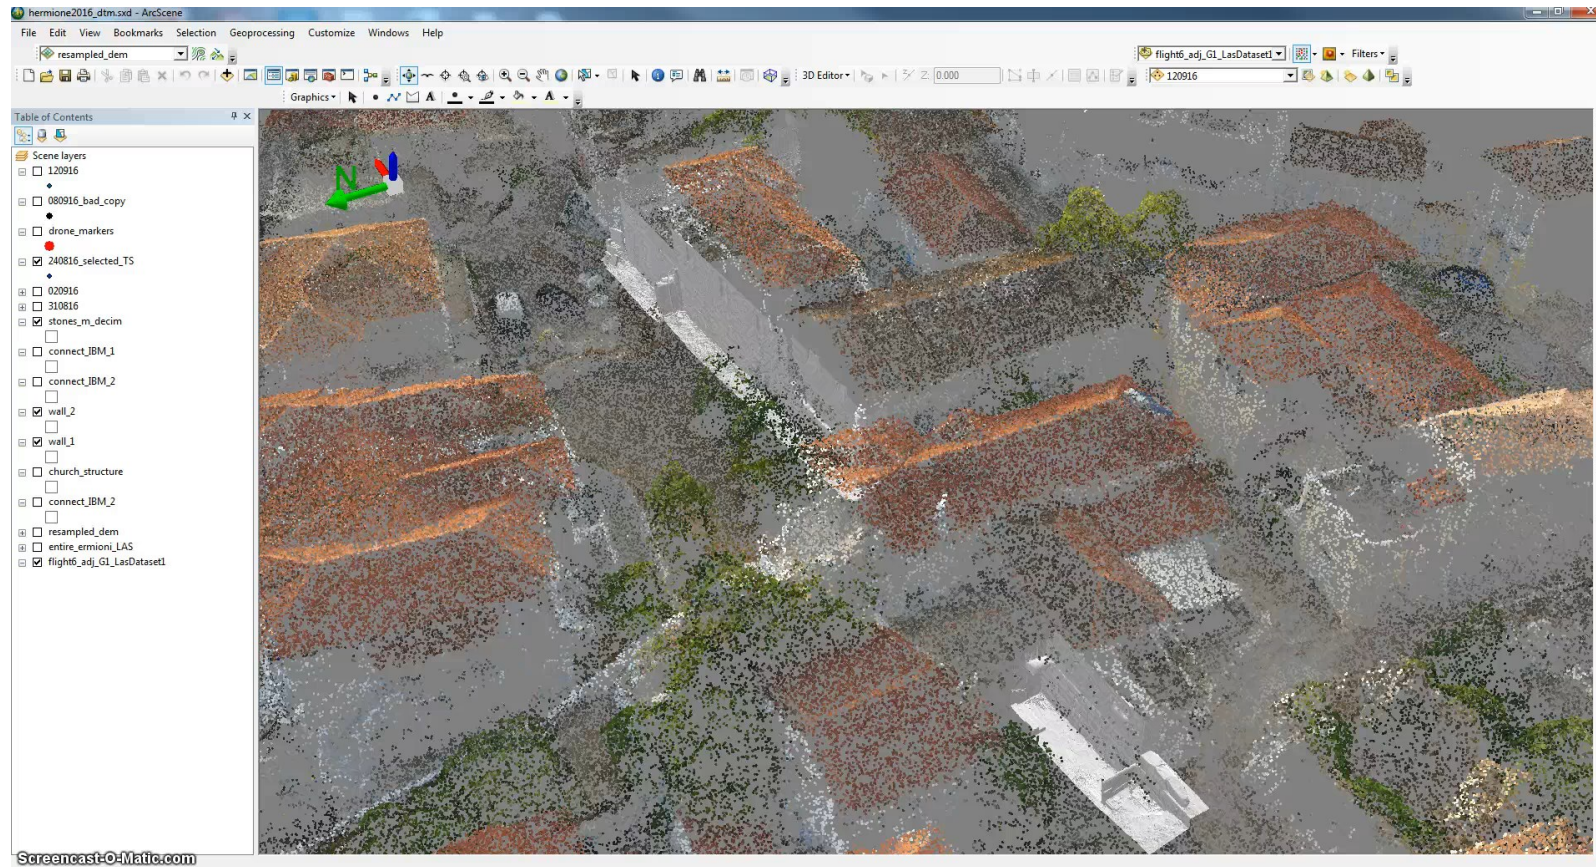 hermione2016_dtm.sxd - ArcScene
File Edit View Bookmarks Selection Geoprocessing Customize Windows Help
resampled_dem
flight6_adj_G1_LasDataset1
Filters
3D Editor
Z: 0.000
120916
Graphics
A
A
Table of Contents
Scene layers
120916
080916_bad_copy
drone_markers
240816_selected_TS
020916
310816
stones_m_decim
connect_IBM_1
connect_IBM_2
wall_2
wall_1
church_structure
connect_IBM_2
resampled_dem
entire_ermioni_LAS
flight6_adj_G1_LasDataset1
N
Screencast-O-Matic.com